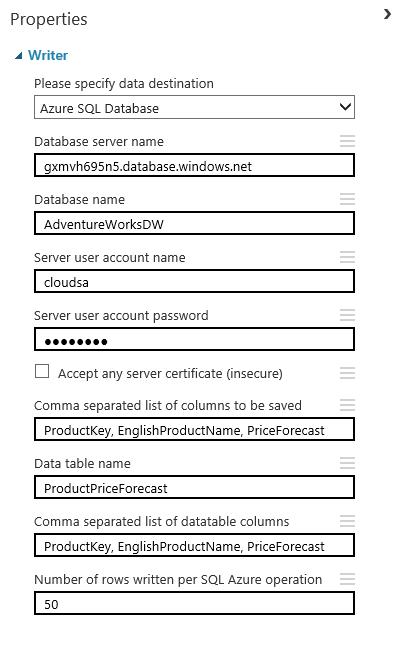 Properties
Writer
Please specify data destination
Azure SQL Database
Database server name
gxmvh695n5.database.windows.net
Database name
AdventureWorksDW
Server user account name
cloudsa
Server user account password
●●●●●●●●
Accept any server certificate (insecure)
Comma separated list of columns to be saved
ProductKey, EnglishProductName, PriceForecast
Data table name
ProductPriceForecast
Comma separated list of datatable columns
ProductKey, EnglishProductName, PriceForecast
Number of rows written per SQL Azure operation
50